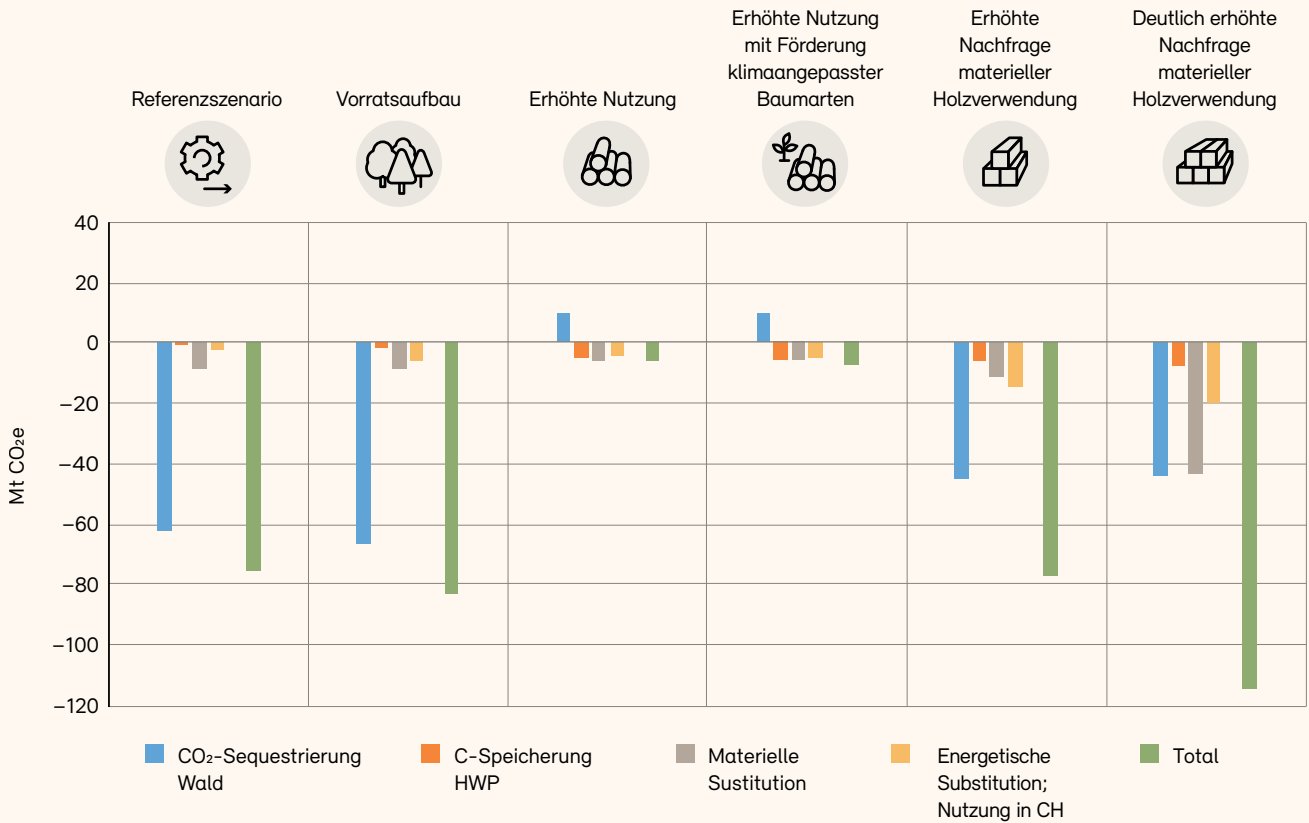 Referenzszenario
Vorratsaufbau
Erhöhte Nutzung
Erhöhte Nutzung
mit Förderung
klimaangepasster
Baumarten
Erhöhte
Nachfrage
materieller
Holzverwendung
Deutlich erhöhte
Nachfrage
materieller
Holzverwendung
Mt CO₂e
40
20
0
–20
–40
–60
–80
–100
–120
CO₂-Sequestrierung
Wald
C-Speicherung
HWP
Materielle
Sustitution
Energetische
Substitution;
Nutzung in CH
Total